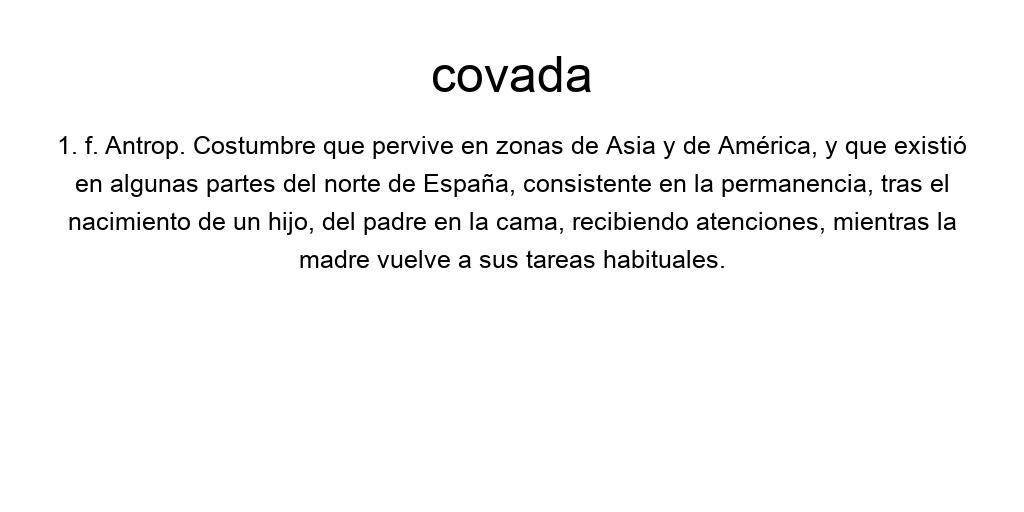 covada
1. f. Antrop. Costumbre que pervive en zonas de Asia y de América, y que existió
en algunas partes del norte de España, consistente en la permanencia, tras el
nacimiento de un hijo, del padre en la cama, recibiendo atenciones, mientras la
madre vuelve a sus tareas habituales.